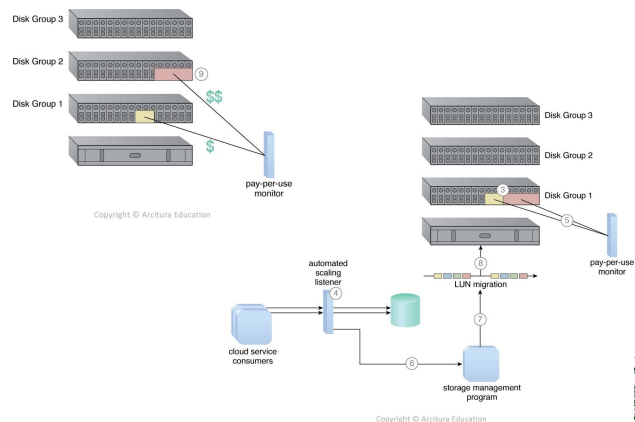 Disk Group 3
Disk Group 2
9
$$
Disk Group 1
$
pay-per-use
monitor
Copyright © Arcitura Education
Disk Group 3
Disk Group 2
3
Disk Group 1
5
pay-per-use
monitor
8
LUN migration
automated
scaling
listener
4
7
cloud service
consumers
6
storage management
program
Copyright © Arcitura Education